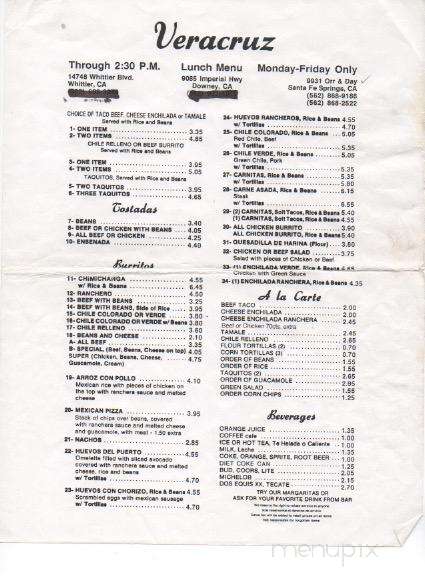 Veracruz
Through 2:30 P.M. Lunch Menu Monday-Friday Only
14748 Whittier Blvd.
Whittier, CA
9085 Imperial Hwy
Downey, CA
9931 Orr & Day
Santa Fe Springs, CA
(562) 868-9186
(562) 868-2522
CHOICE OF TACO BEEF, CHEESE ENCHILADA or TAMALE
Served with Rice and Beans
1- ONE ITEM 3.35
2- TWO ITEMS 4.85
CHILE RELLENO OR BEEF BURRITO
Served with Rice and Beans
3- ONE ITEM 3.95
4- TWO ITEMS 5.05
TAQUITOS, Served with Rice and Beans
5- TWO TAQUITOS 3.95
6- THREE TAQUITOS 4.65
Tostadas
7- BEANS 3.40
8- BEEF OR CHICKEN WITH BEANS 4.05
9- ALL BEEF OR CHICKEN 4.25
10- ENSENADA 4.40
Burritos
11- CHIMICHANGA 4.55
w/ Rice & Beans 6.45
12- RANCHERO 4.50
13- BEEF WITH BEANS 3.25
14- BEEF WITH BEANS, Side of Rice 3.95
15- CHILE COLORADO OR VERDE 3.80
16- CHILE COLORADO OR VERDE w/ Beans 3.80
17- CHILE RELLENO 3.60
18- BEANS AND CHEESE 2.10
A- ALL BEEF 3.35
B- SPECIAL, (Beef, Beans, Cheese on top) 4.05
SUPER (Chicken, Beans, Cheese, 4.75
Guacamole, Cream)
19- ARROZ CON POLLO 4.10
Mexican rice with pieces of chicken on
the top with ranchera sauce and melted
cheese
20- MEXICAN PIZZA 3.95
Stack of chips over beans, covered
with ranchera sauce and melted cheese
and guacamole, with meat - 1.50 extra
21- NACHOS 2.85
22- HUEVOS DEL PUERTO 4.55
Omelette filled with sliced avocado
covered with ranchera sauce and melted
cheese, rice and beans
w/ Tortillas 4.70
23- HUEVOS CON CHORIZO, Rice & Beans 4.55
Scrambled eggs with mexican sausage
w/ Tortillas 4.70
24- HUEVOS RANCHEROS, Rice & Beans 4.55
w/ Tortillas 4.70
25- CHILE COLORADO, Rice & Beans 5.05
Red Chile, Beef
w/ Tortillas 5.35
26- CHILE VERDE, Rice & Beans 5.05
Green Chile, Pork
w/ Tortillas 5.35
27- CARNITAS, Rice & Beans 5.35
w/ Tortillas 5.80
28- CARNE ASADA, Rice & Beans 6.15
Steak
w/ Tortillas 6.55
29- (2) CARNITAS, Soft Tacos, Rice & Beans 5.40
(1) CARNITAS, Soft Tacos, Rice & Beans 4.55
30- ALL CHICKEN BURRITO 3.90
ALL CHICKEN BURRITO, Rice & Beans 5.40
31- QUESADILLA DE HARINA (Flour) 3.60
32- CHICKEN OR BEEF SALAD 3.75
Salad with pieces of Chicken or Beef
33- (1) ENCHILADA VERDE, Rice & Beans 4.55
Chicken with Green Sauce
34- (1) ENCHILADA RANCHERA, Rice & Beans 4.35
A la Carte
BEEF TACO 2.00
CHEESE ENCHILADA 2.00
CHEESE ENCHILADA RANCHERA 2.45
Beef or Chicken 70cts. extra
TAMALE 2.45
CHILE RELLENO 2.65
FLOUR TORTILLAS (2) 0.70
CORN TORTILLAS (3) 0.70
ORDER OF BEANS 1.55
ORDER OF RICE 1.55
TAQUITOS (2) 2.65
ORDER OF GUACAMOLE 2.65
GREEN SALAD 2.95
ORDER CORN CHIPS 1.55
1.25
Beverages
ORANGE JUICE 1.35
COFFEE cafe 1.00
ICE OR HOT TEA, Te Helado o Caliente 1.00
MILK, Leche 1.35
COKE, ORANGE, SPRITE, ROOT BEER 1.00
DIET COKE CAN 1.25
BUD, COORS, LITE 2.05
MICHELOB 2.15
DOS EQUIS XX, TECATE 2.70
TRY OUR MARGARITAS OR
ASK FOR YOUR FAVORITE DRINK FROM BAR
menupix